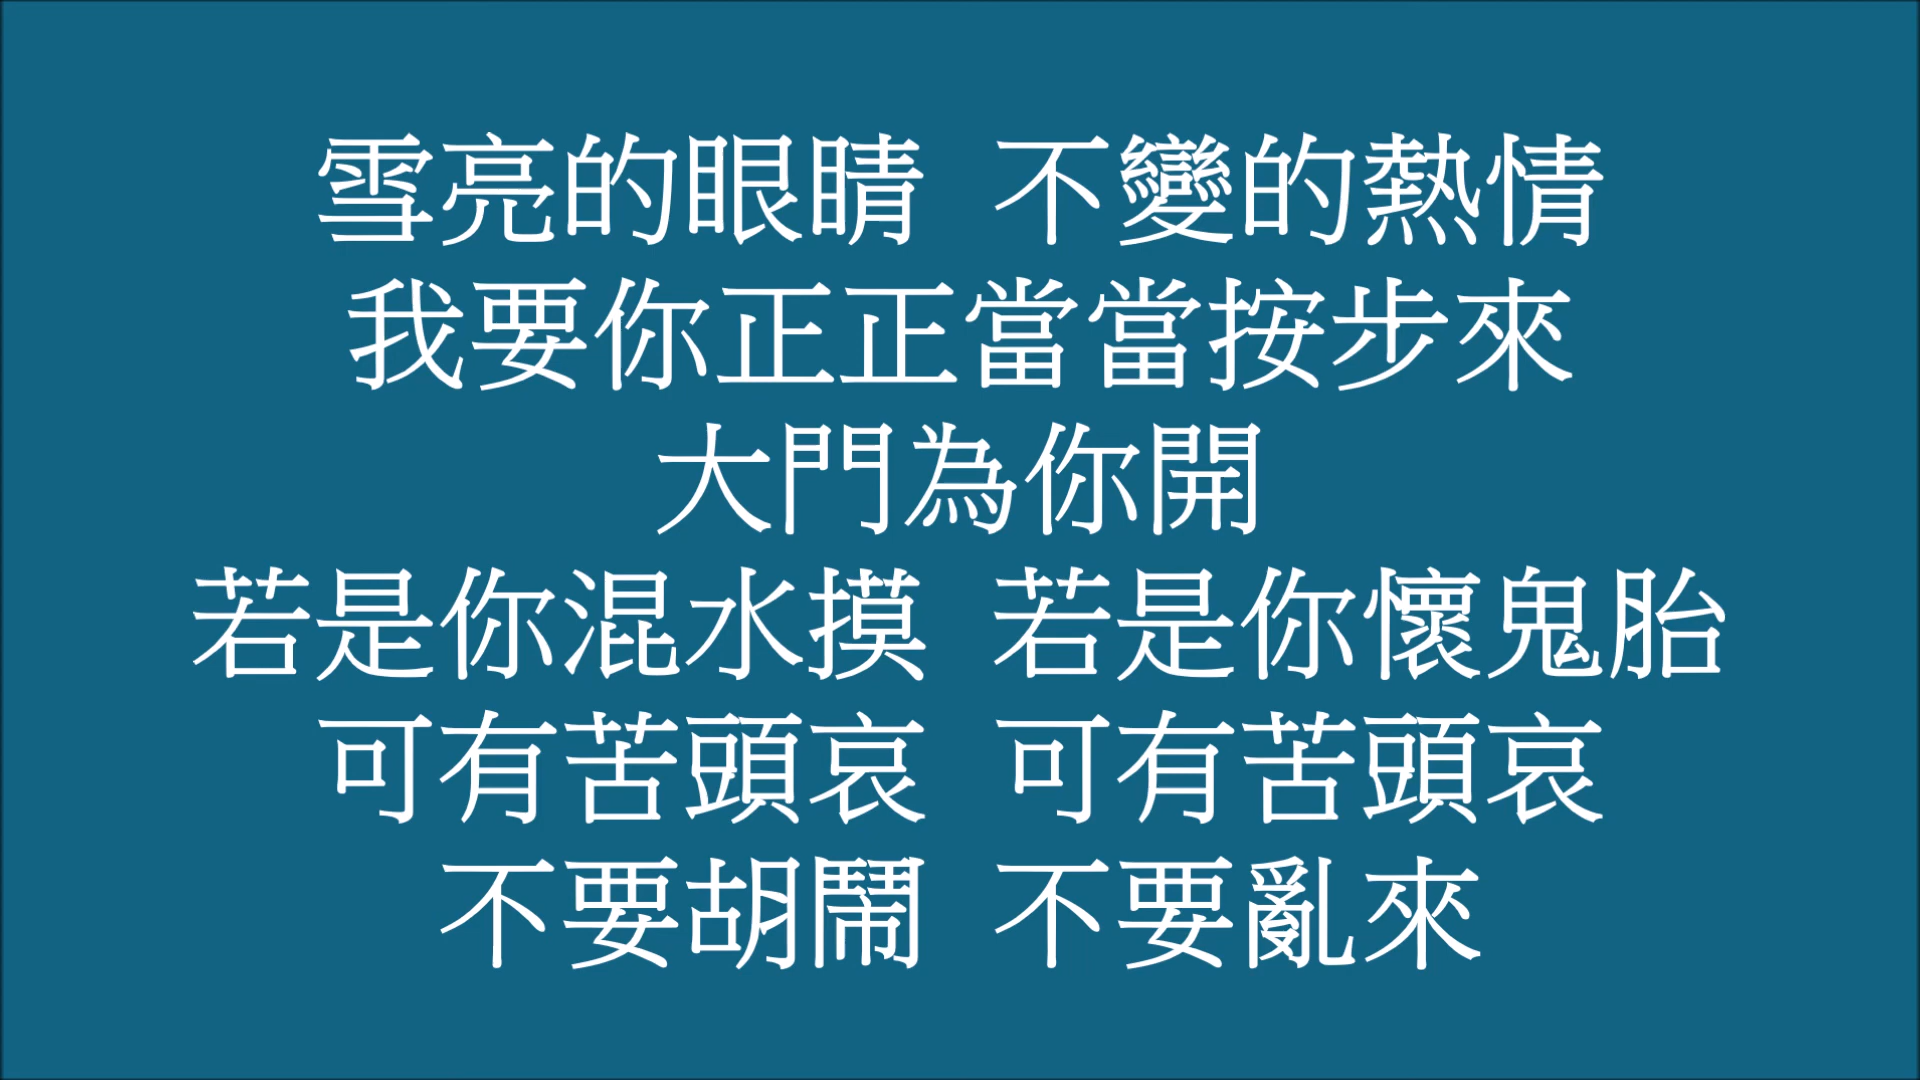 雪亮的眼睛 不變的熱情
我要你正正當當按步來
大門為你開
若是你混水摸 若是你懷鬼胎
可有苦頭哀 可有苦頭哀
不要胡鬧 不要亂來